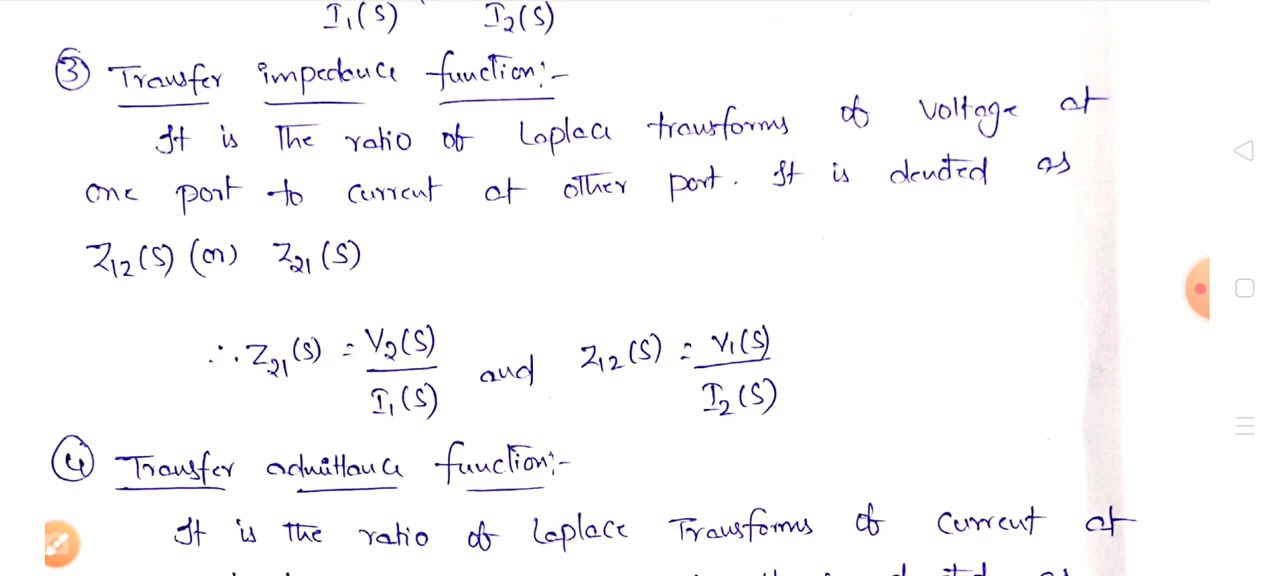 I₁(S) I₂(S)
③ Transfer impedance function:-
It is The ratio of Laplace transforms of voltage at
one port to current at other port. It is denoted as
Z₁₂(S) (or) Z₂₁(S)
∴ Z₂₁(S) = V₂(S) / I₁(S) and Z₁₂(S) = V₁(S) / I₂(S)
④ Transfer admittance function:-
It is the ratio of Laplace Transforms of current at